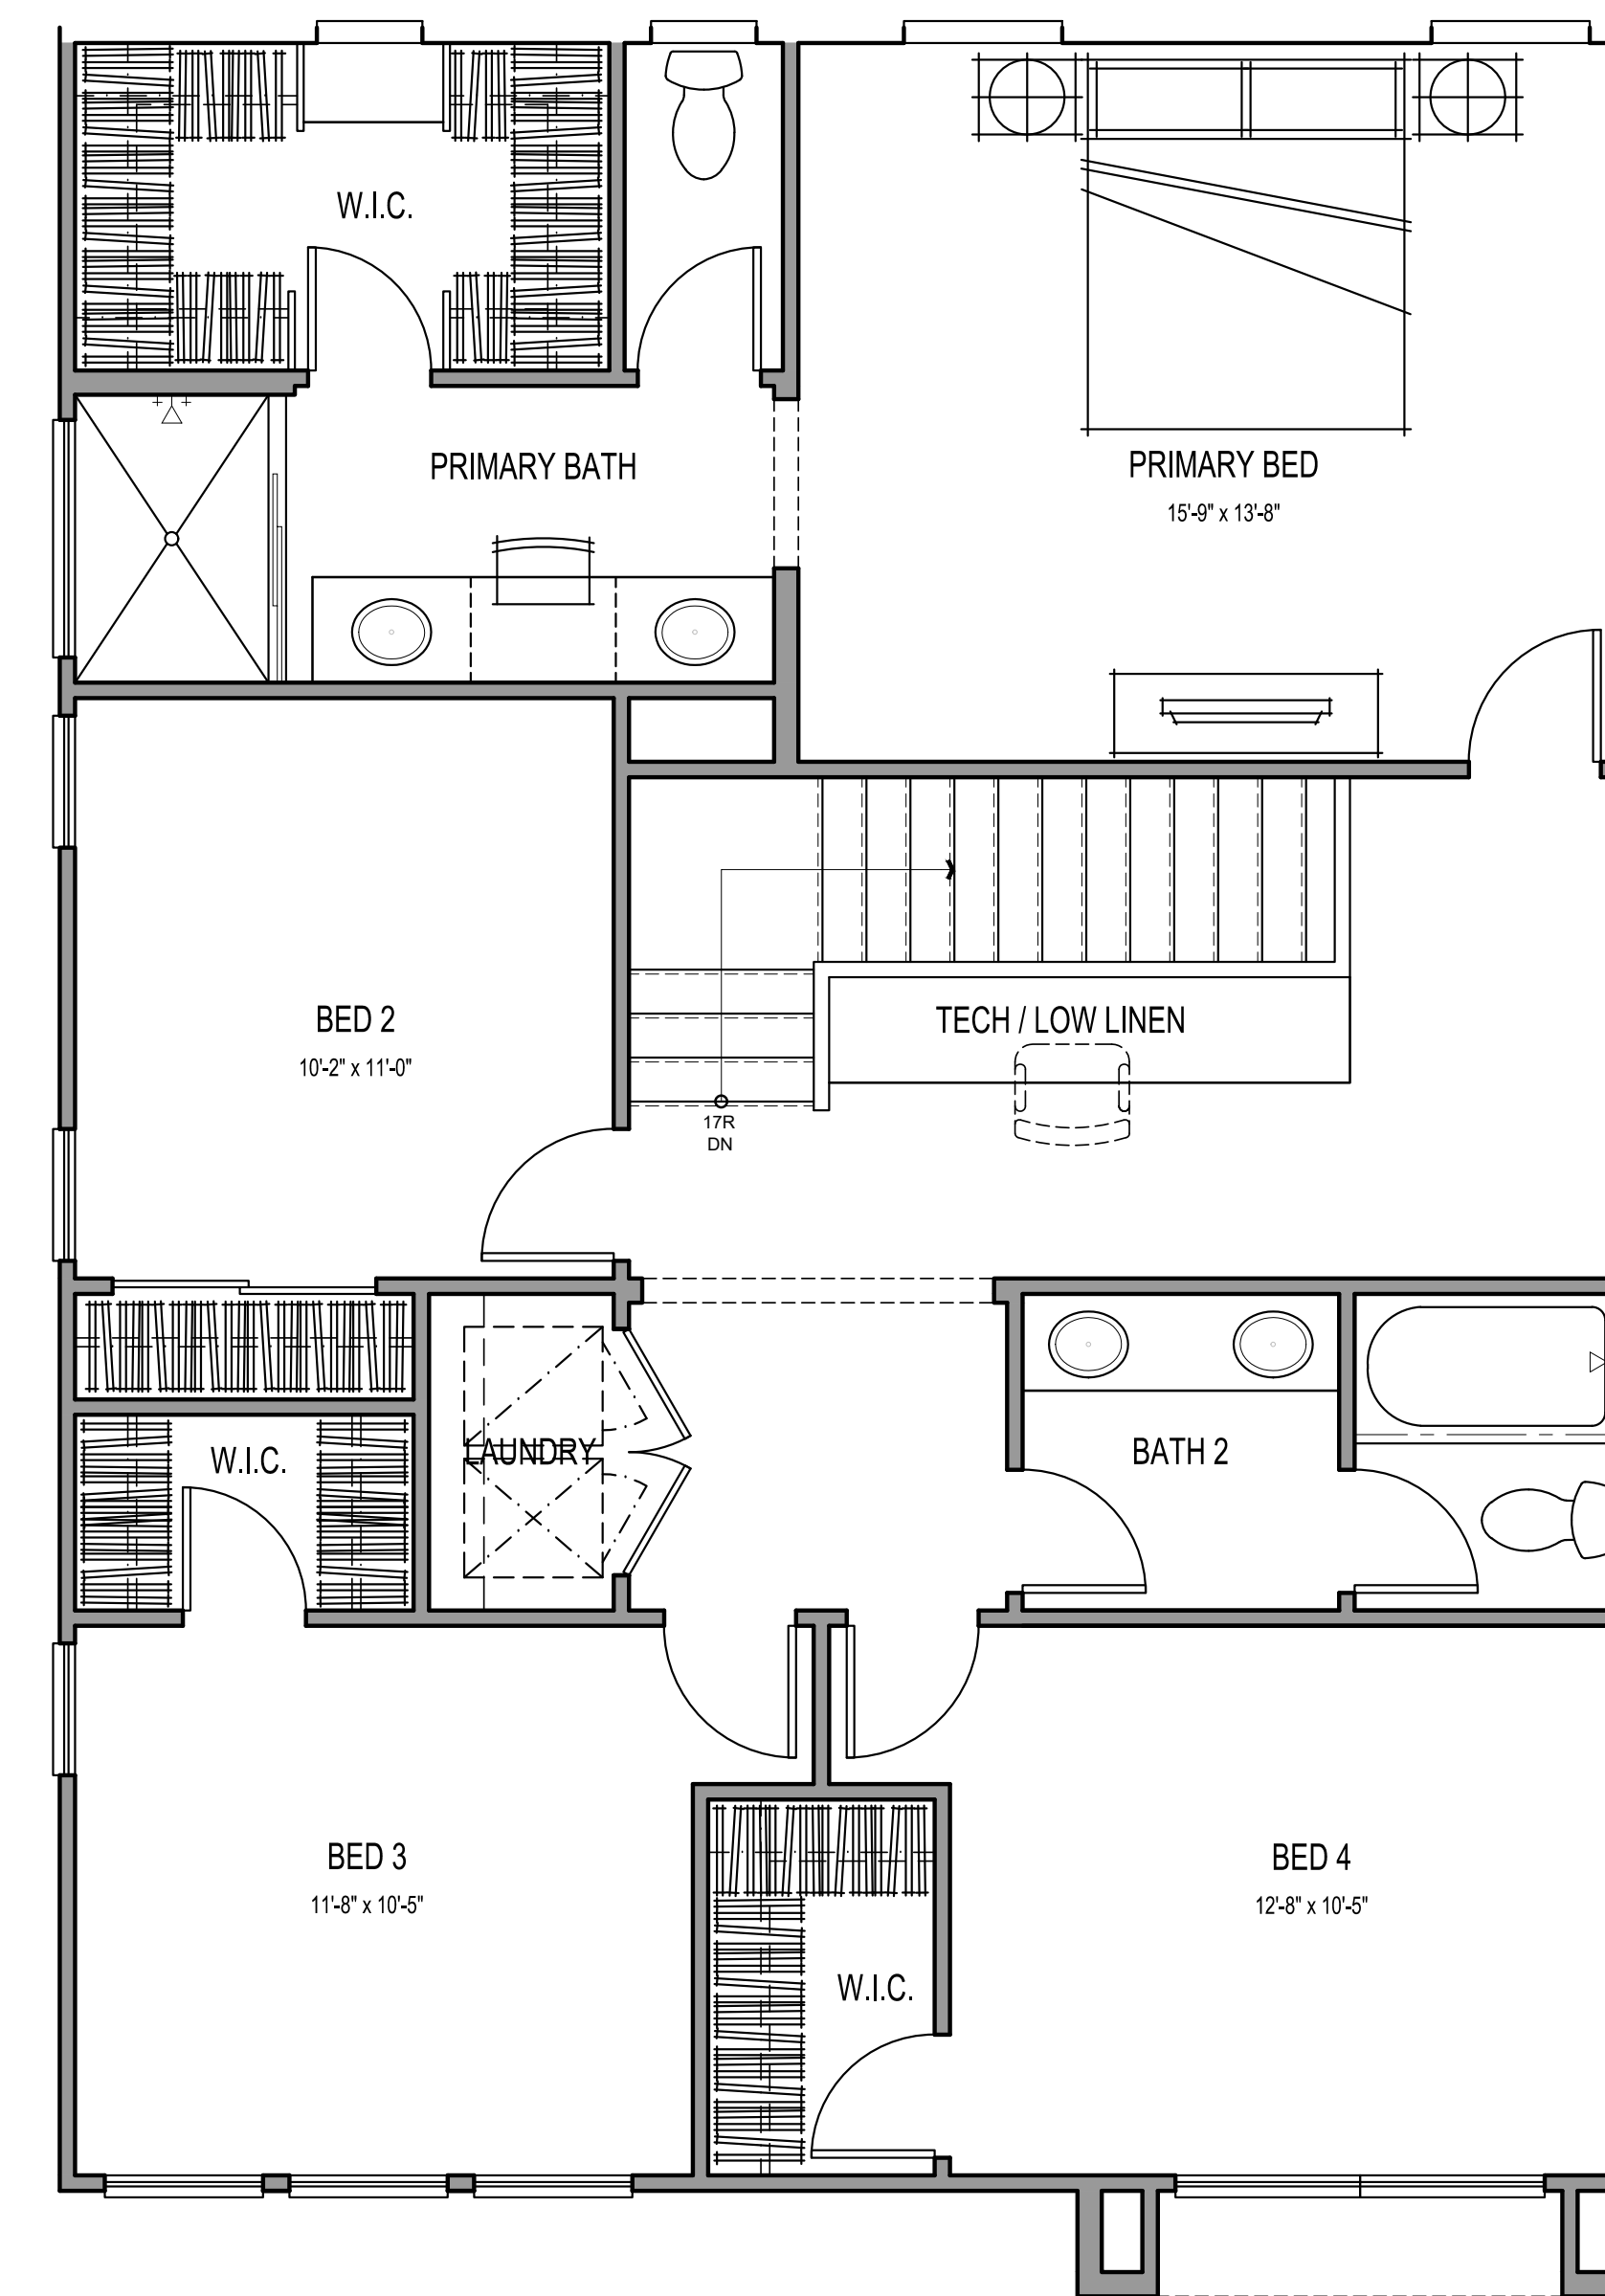 W.I.C.
PRIMARY BATH
PRIMARY BED
15'-9" x 13'-8"
BED 2
10'-2" x 11'-0"
TECH / LOW LINEN
17R
DN
W.I.C.
LAUNDRY
BATH 2
BED 3
11'-8" x 10'-5"
BED 4
12'-8" x 10'-5"
W.I.C.